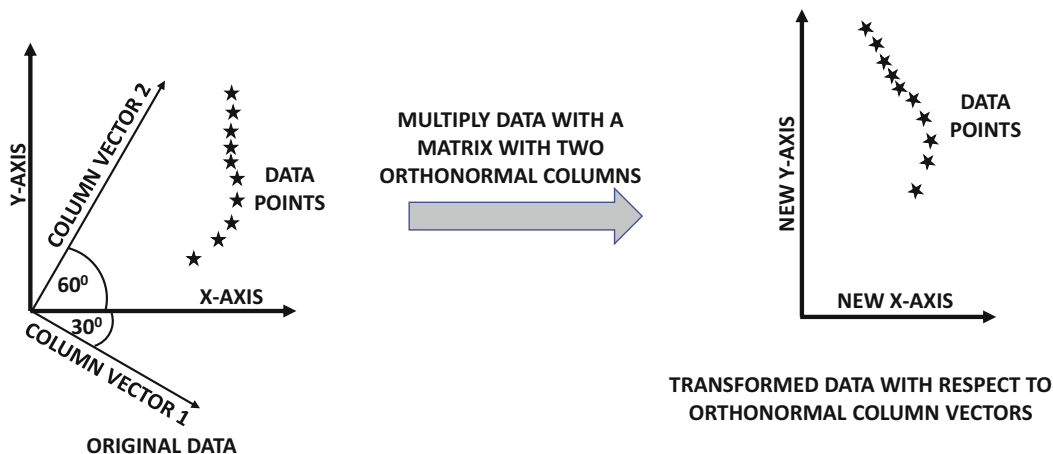 Y-AXIS
COLUMN VECTOR 2
DATA
POINTS
60⁰
X-AXIS
30⁰
COLUMN VECTOR 1
ORIGINAL DATA
MULTIPLY DATA WITH A
MATRIX WITH TWO
ORTHONORMAL COLUMNS
NEW Y-AXIS
DATA
POINTS
NEW X-AXIS
TRANSFORMED DATA WITH RESPECT TO
ORTHONORMAL COLUMN VECTORS